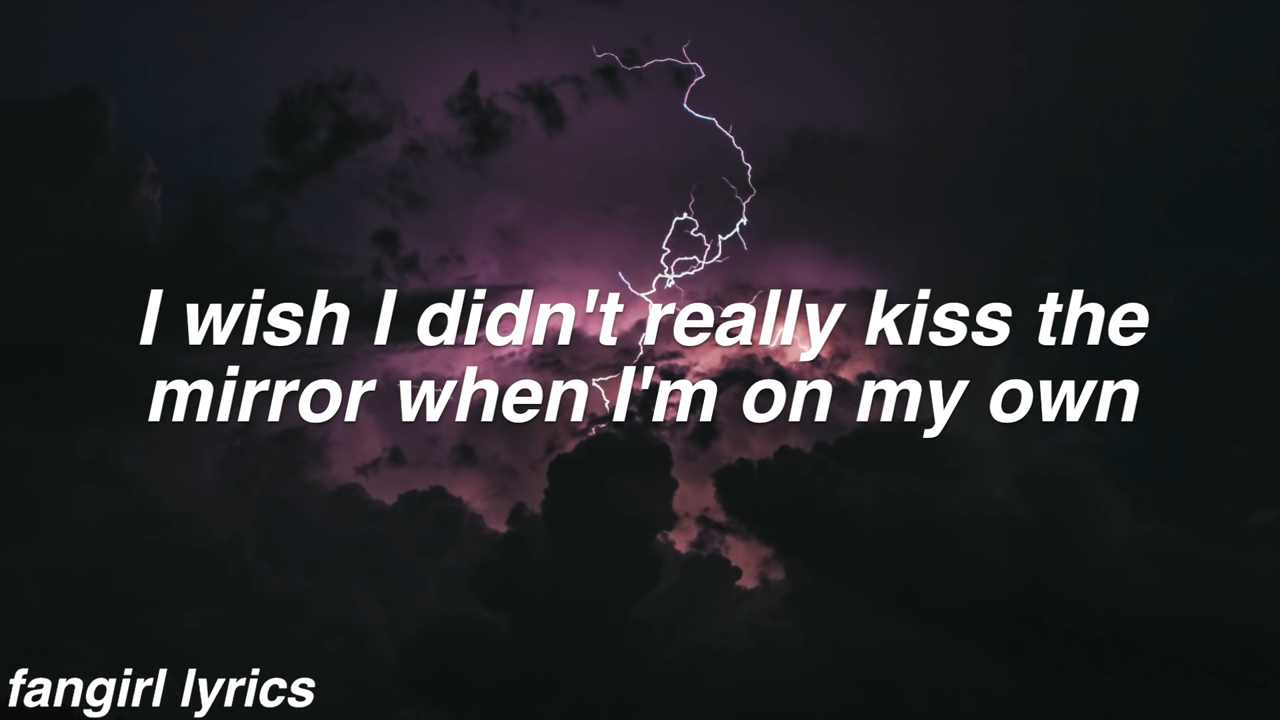 I wish I didn't really kiss the
mirror when I'm on my own
fangirl lyrics